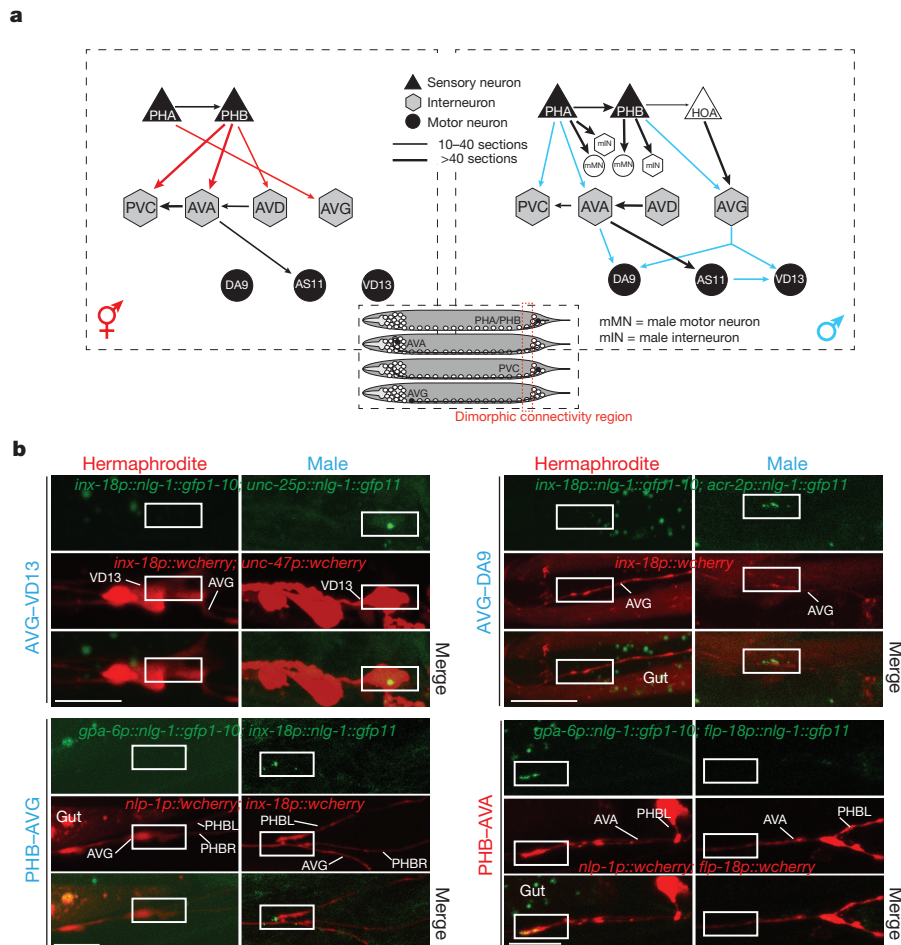 a
Sensory neuron
Interneuron
Motor neuron
10–40 sections
>40 sections
PHA
PHB
PVC
AVA
AVD
AVG
DA9
AS11
VD13
PHA
PHB
HOA
mMN
mIN
mMN
mIN
PVC
AVA
AVD
AVG
DA9
AS11
VD13
mMN = male motor neuron
mIN = male interneuron
PHA/PHB
AVA
PVC
AVG
Dimorphic connectivity region
b
Hermaphrodite Male
inx-18p::nlg-1::gfp1-10; unc-25p::nlg-1::gfp11
inx-18p::wcherry; unc-47p::wcherry
VD13
AVG
VD13
AVG–VD13
Merge
Hermaphrodite Male
inx-18p::nlg-1::gfp1-10; acr-2p::nlg-1::gfp11
inx-18p::wcherry
AVG
AVG
Gut
AVG–DA9
Merge
gpa-6p::nlg-1::gfp1-10; inx-18p::nlg-1::gfp11
nlp-1p::wcherry; inx-18p::wcherry
Gut
PHBL
PHBR
AVG
PHBL
AVG
PHBR
PHB–AVG
Merge
gpa-6p::nlg-1::gfp1-10; flp-18p::nlg-1::gfp11
AVA
PHBL
AVA
PHBL
nlp-1p::wcherry; flp-18p::wcherry
Gut
PHB–AVA
Merge